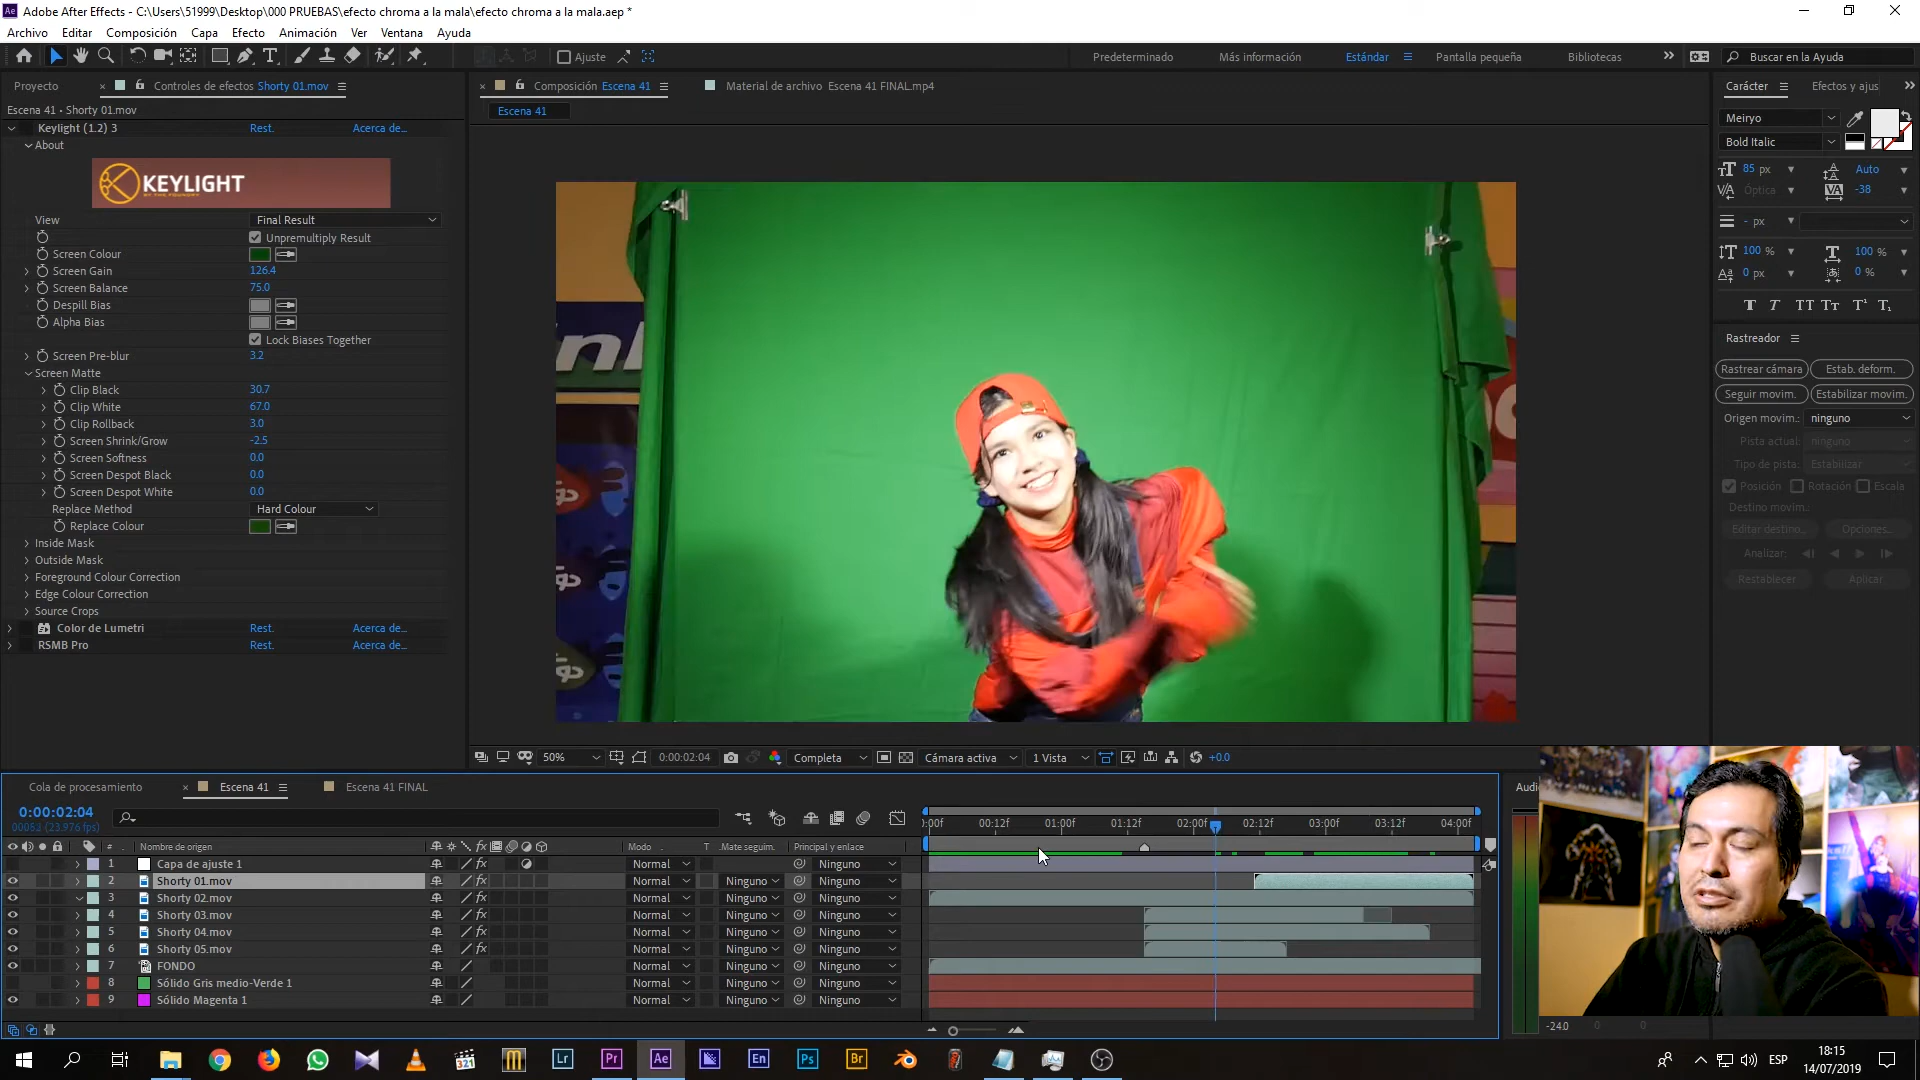 Adobe After Effects - C:\Users\51999\Desktop\000 PRUEBAS\efecto chroma a la mala\efecto chroma a la mala.aep *
Archivo Editar Composición Capa Efecto Animación Ver Ventana Ayuda
Ajuste Predeterminado Más información Estándar Pantalla pequeña Bibliotecas Buscar en la Ayuda
Proyecto Controles de efectos Shorty 01.mov Composición Escena 41 Material de archivo Escena 41 FINAL.mp4 Carácter Efectos y ajus
Escena 41 • Shorty 01.mov
Escena 41
Keylight (1.2) 3 Rest. Acerca de...
About
KEYLIGHT
View Final Result
Unpremultiply Result
Screen Colour
Screen Gain 126.4
Screen Balance 75.0
Despill Bias
Alpha Bias
Lock Biases Together
Screen Pre-blur 3.2
Screen Matte
Clip Black 30.7
Clip White 67.0
Clip Rollback 3.0
Screen Shrink/Grow -2.5
Screen Softness 0.0
Screen Despot Black 0.0
Screen Despot White 0.0
Replace Method Hard Colour
Replace Colour
Inside Mask
Outside Mask
Foreground Colour Correction
Edge Colour Correction
Source Crops
Color de Lumetri Rest. Acerca de...
RSMB Pro Rest. Acerca de...
Meiryo
Bold Italic
85 px Auto
Óptica -38
- px
100 % 100 %
0 px 0 %
T T TT Tr T¹ T₁
Rastreador
Rastrear cámara Estab. deform.
Seguir movim. Estabilizar movim.
Origen movim.: ninguno
Pista actual: ninguno
Tipo de pista: Estabilizar
Posición Rotación Escala
Destino movim.:
Editar destino... Opciones...
Analizar:
Restablecer Aplicar
50% 0:00:02:04 Completa Cámara activa 1 Vista +0.0
Cola de procesamiento Escena 41 Escena 41 FINAL Audi
0:00:02:04
00052 (23.976 fps)
):00f 00:12f 01:00f 01:12f 02:00f 02:12f 03:00f 03:12f 04:00f
# Nombre de origen Modo T Mate seguim. Principal y enlace
1 Capa de ajuste 1 Normal Ninguno
2 Shorty 01.mov Normal Ninguno Ninguno
3 Shorty 02.mov Normal Ninguno Ninguno
4 Shorty 03.mov Normal Ninguno Ninguno
5 Shorty 04.mov Normal Ninguno Ninguno
6 Shorty 05.mov Normal Ninguno Ninguno
7 FONDO Normal Ninguno Ninguno
8 Sólido Gris medio-Verde 1 Normal Ninguno Ninguno
9 Sólido Magenta 1 Normal Ninguno Ninguno
-24.0 0 0
321 Lr Pr Ae En Ps Br ESP
18:15
14/07/2019